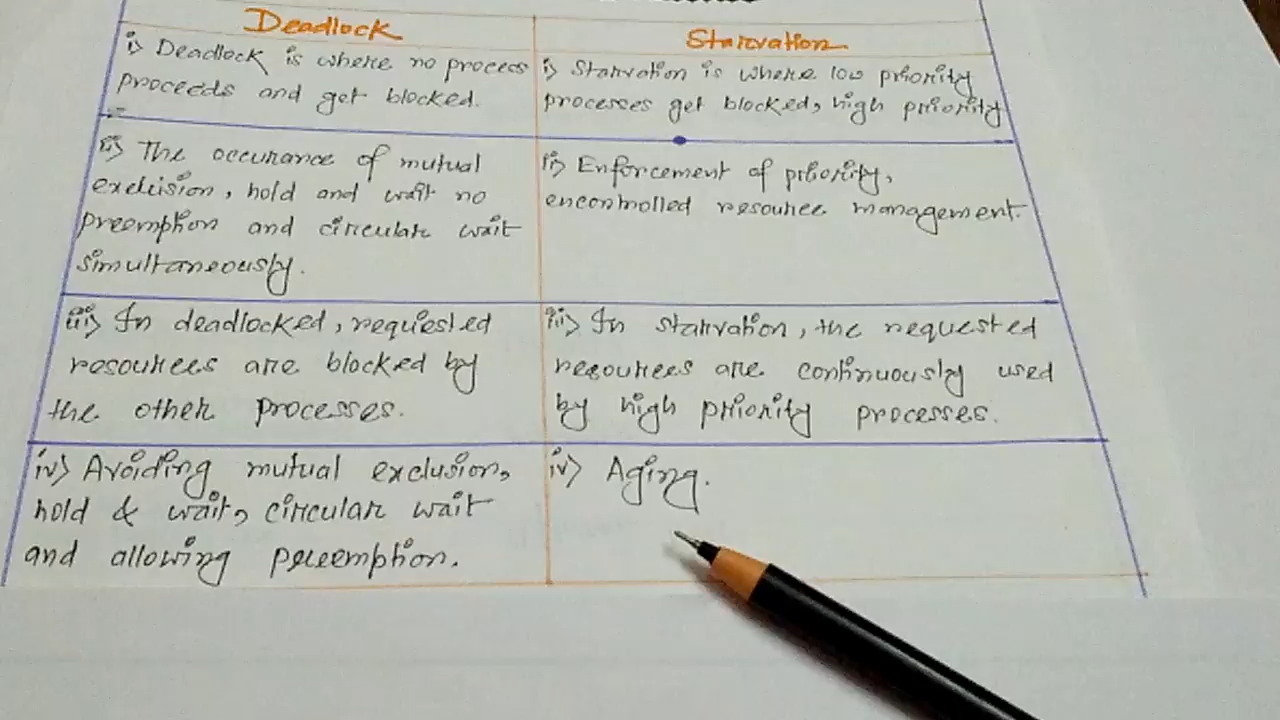 Deadlock
Starvation
i) Deadlock is where no process
proceeds and get blocked.
i) Starvation is where low priority
processes get blocked, high priority
ii) The occurance of mutual
exclcision, hold and wait no
preemption and circular wait
simultaneously.
ii) Enforcement of priority,
encontrolled resource management.
iii) In deadlocked, requested
resources are blocked by
the other processes.
iii) In starvation, the requested
resources are continuously used
by high priority processes.
iv) Avoiding mutual exclusion,
hold & wait, circular wait
and allowing preemption.
iv) Aging.